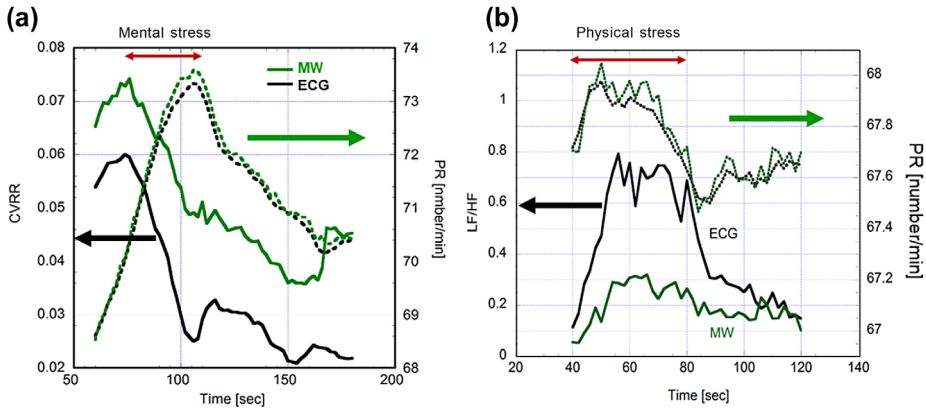 (a)
Mental stress
0.08
0.07
0.06
0.05
0.04
0.03
0.02
CVRR
74
73
72
71
70
69
68
PR [number/min]
MW
ECG
50
100
150
200
Time [sec]
(b)
Physical stress
1.2
1
0.8
0.6
0.4
0.2
0
LF/HF
68
67.8
67.6
67.4
67.2
67
PR [number/min]
ECG
MW
20
40
60
80
100
120
140
Time [sec]